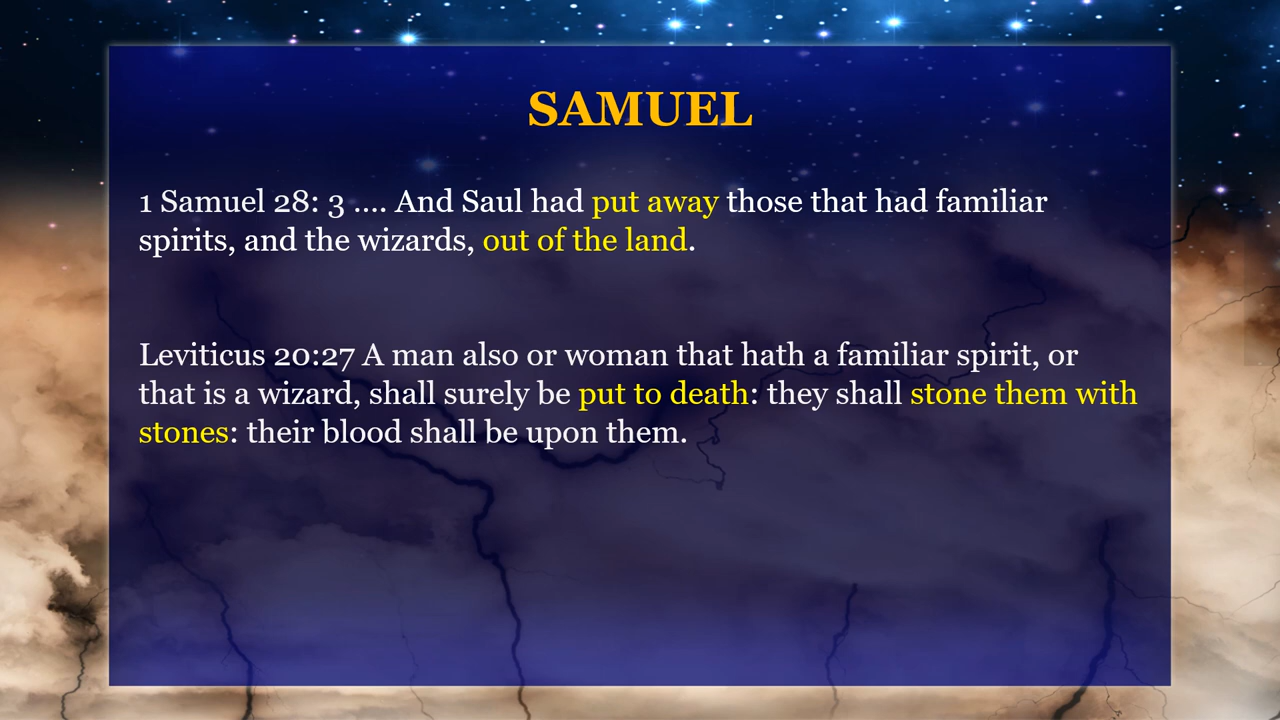 SAMUEL
1 Samuel 28: 3 .... And Saul had put away those that had familiar
spirits, and the wizards, out of the land.
Leviticus 20:27 A man also or woman that hath a familiar spirit, or
that is a wizard, shall surely be put to death: they shall stone them with
stones: their blood shall be upon them.